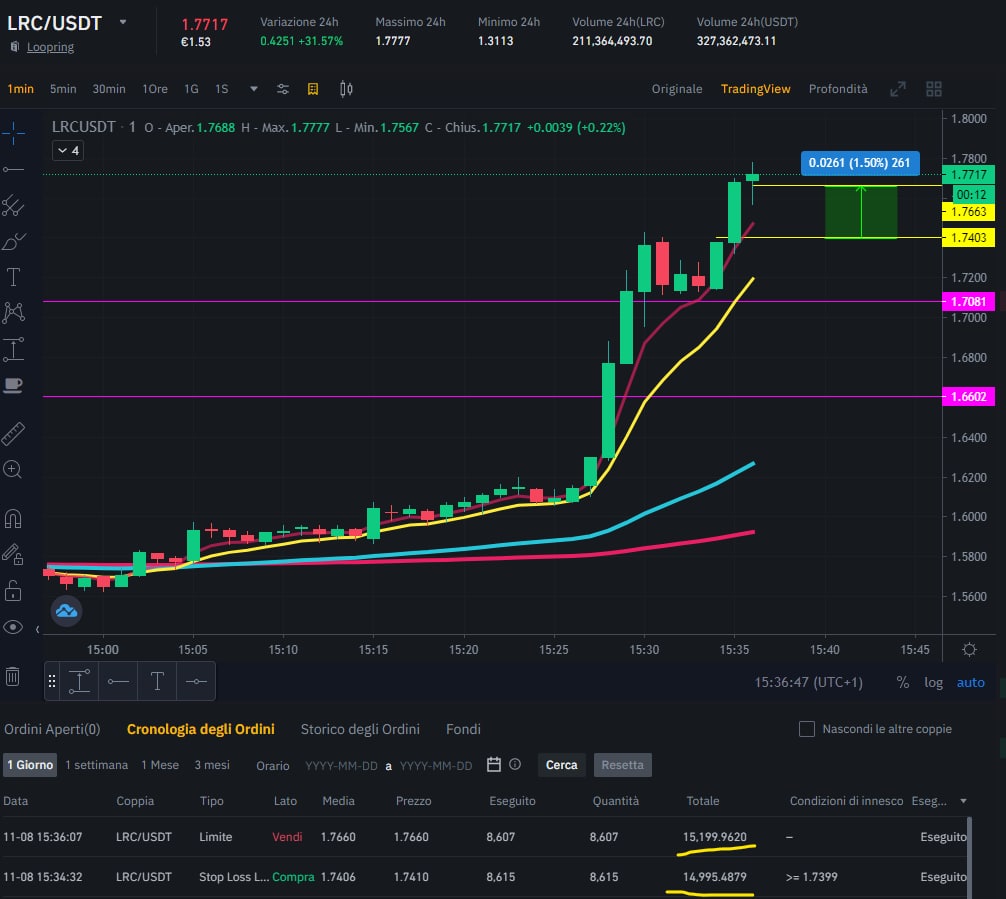 LRC/USDT
Loopring
1.7717
€1.53
Variazione 24h
0.4251 +31.57%
Massimo 24h
1.7777
Minimo 24h
1.3113
Volume 24h(LRC)
211,364,493.70
Volume 24h(USDT)
327,362,473.11
1min 5min 30min 1Ore 1G 1S
Originale TradingView Profondità
LRCUSDT · 1 O - Aper.1.7688 H - Max.1.7777 L - Min.1.7567 C - Chius.1.7717 +0.0039 (+0.22%)
4
0.0261 (1.50%) 261
1.8000
1.7800
1.7717
00:12
1.7663
1.7403
1.7200
1.7081
1.7000
1.6800
1.6602
1.6400
1.6200
1.6000
1.5800
1.5600
15:00 15:05 15:10 15:15 15:20 15:25 15:30 15:35 15:40 15:45
T
15:36:47 (UTC+1) % log auto
Ordini Aperti(0) Cronologia degli Ordini Storico degli Ordini Fondi
Nascondi le altre coppie
1 Giorno 1 settimana 1 Mese 3 mesi Orario YYYY-MM-DD a YYYY-MM-DD Cerca Resetta
Data Coppia Tipo Lato Media Prezzo Eseguito Quantità Totale Condizioni di innesco Eseg...
11-08 15:36:07 LRC/USDT Limite Vendi 1.7660 1.7660 8,607 8,607 15,199.9620 – Eseguito
11-08 15:34:32 LRC/USDT Stop Loss L... Compra 1.7406 1.7410 8,615 8,615 14,995.4879 >= 1.7399 Eseguito